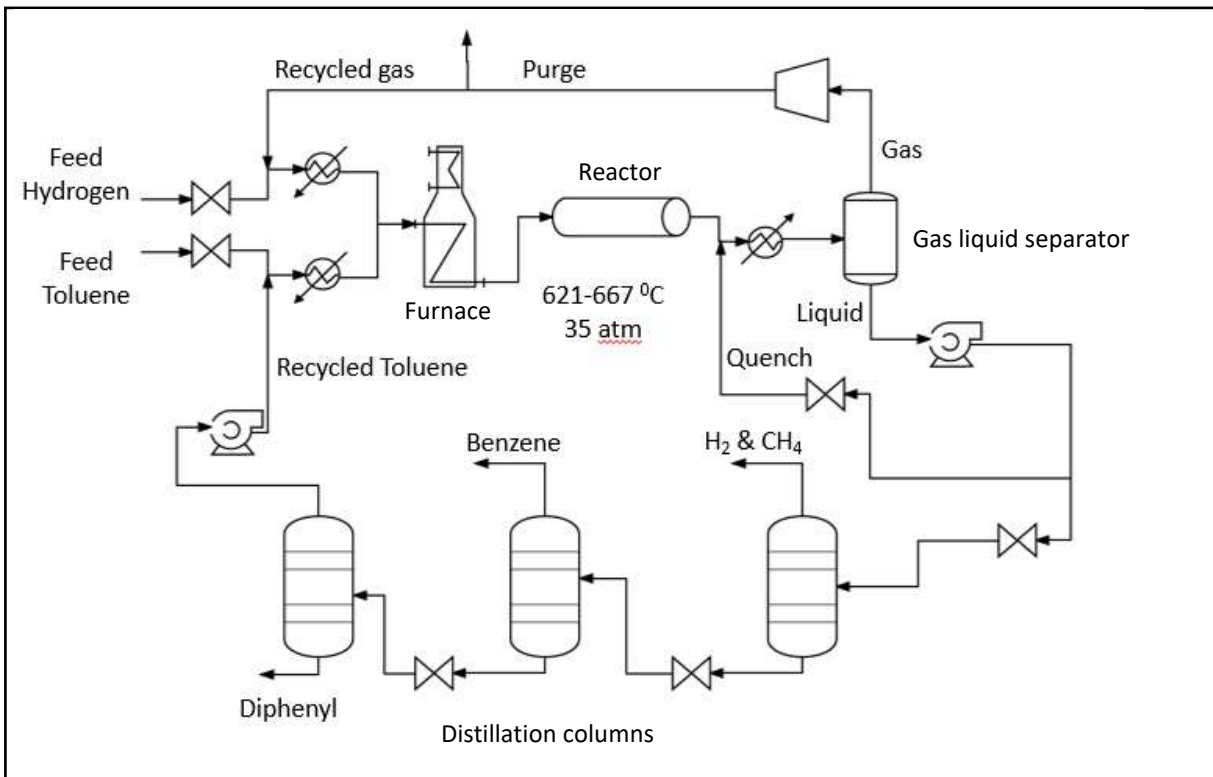 Recycled gas
Purge
Gas
Feed
Hydrogen
Reactor
Gas liquid separator
Feed
Toluene
Furnace
621-667 ⁰C
35 atm
Liquid
Quench
Recycled Toluene
Benzene
H₂ & CH₄
Diphenyl
Distillation columns